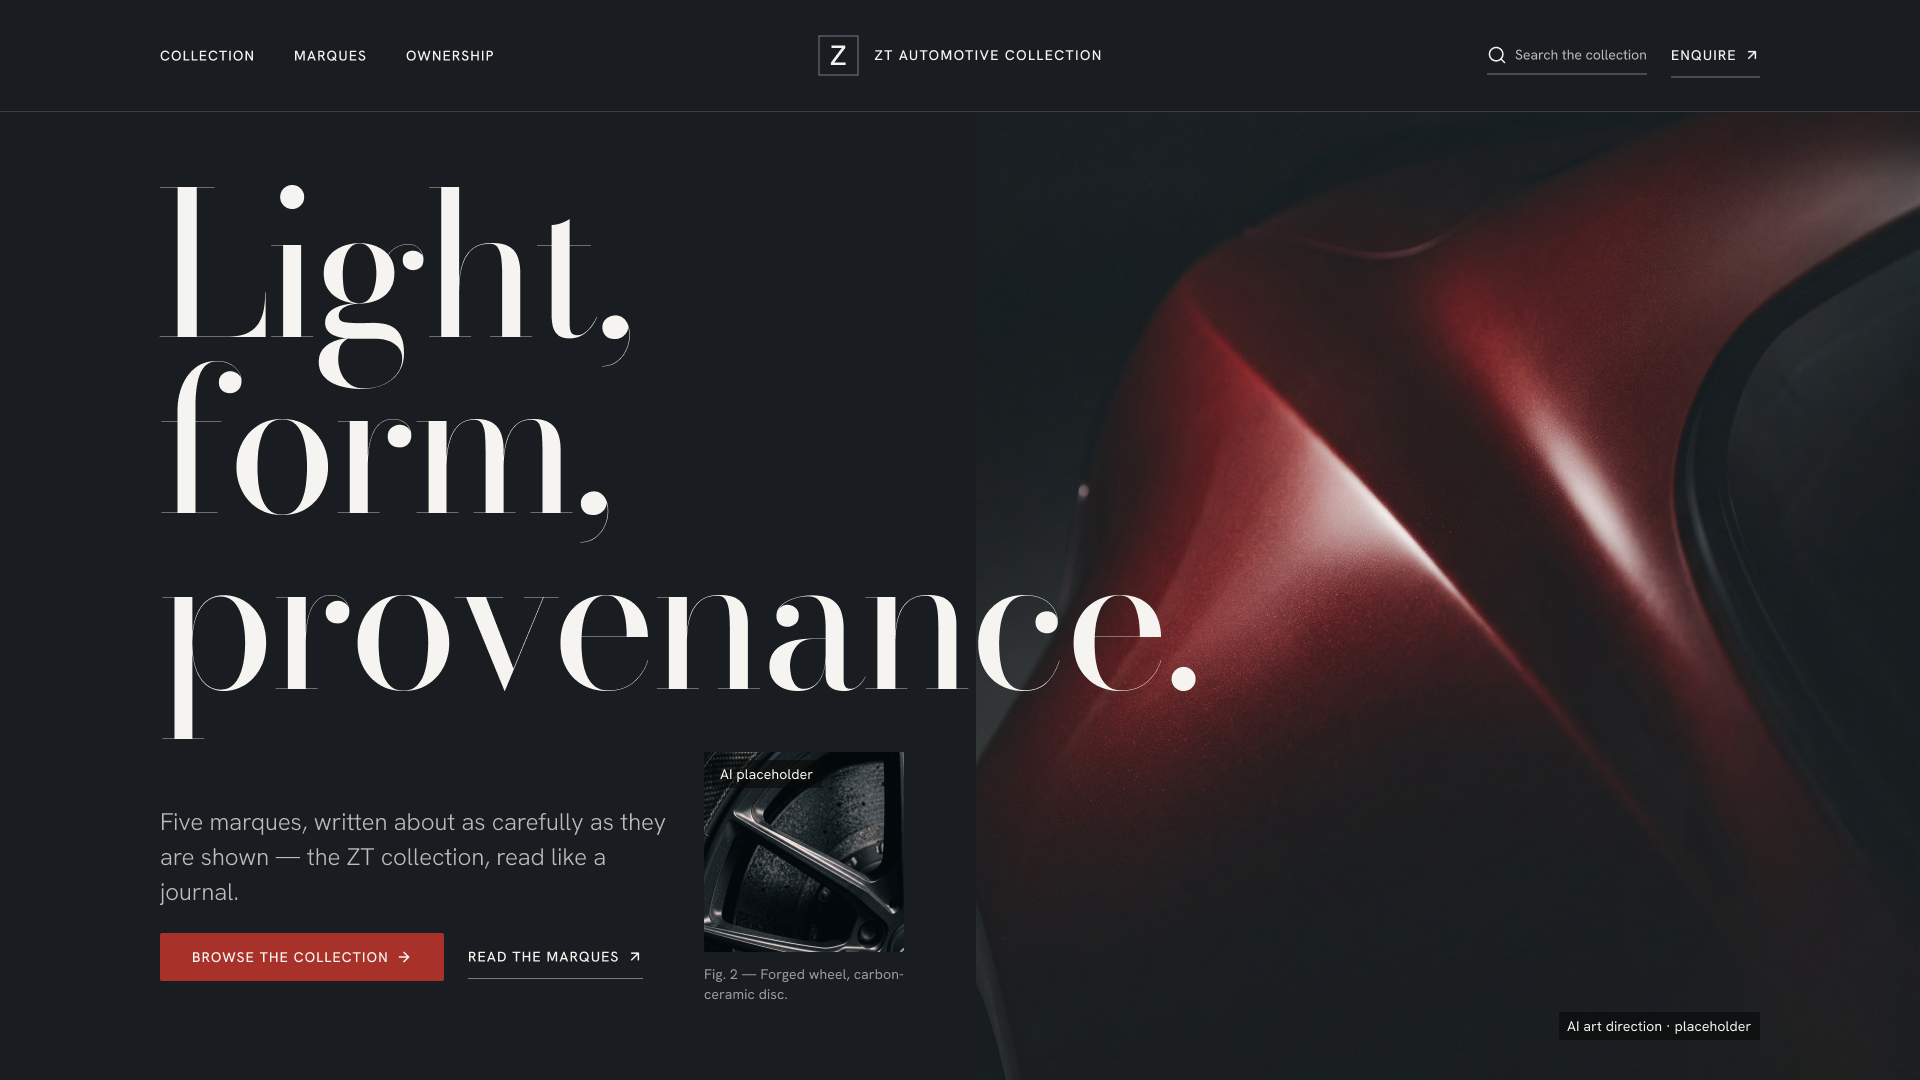 COLLECTION MARQUES OWNERSHIP
Z ZT AUTOMOTIVE COLLECTION
Search the collection ENQUIRE
Light,
form,
provenance.
AI placeholder
Five marques, written about as carefully as they
are shown — the ZT collection, read like a
journal.
BROWSE THE COLLECTION
READ THE MARQUES
Fig. 2 — Forged wheel, carbon-
ceramic disc.
AI art direction · placeholder